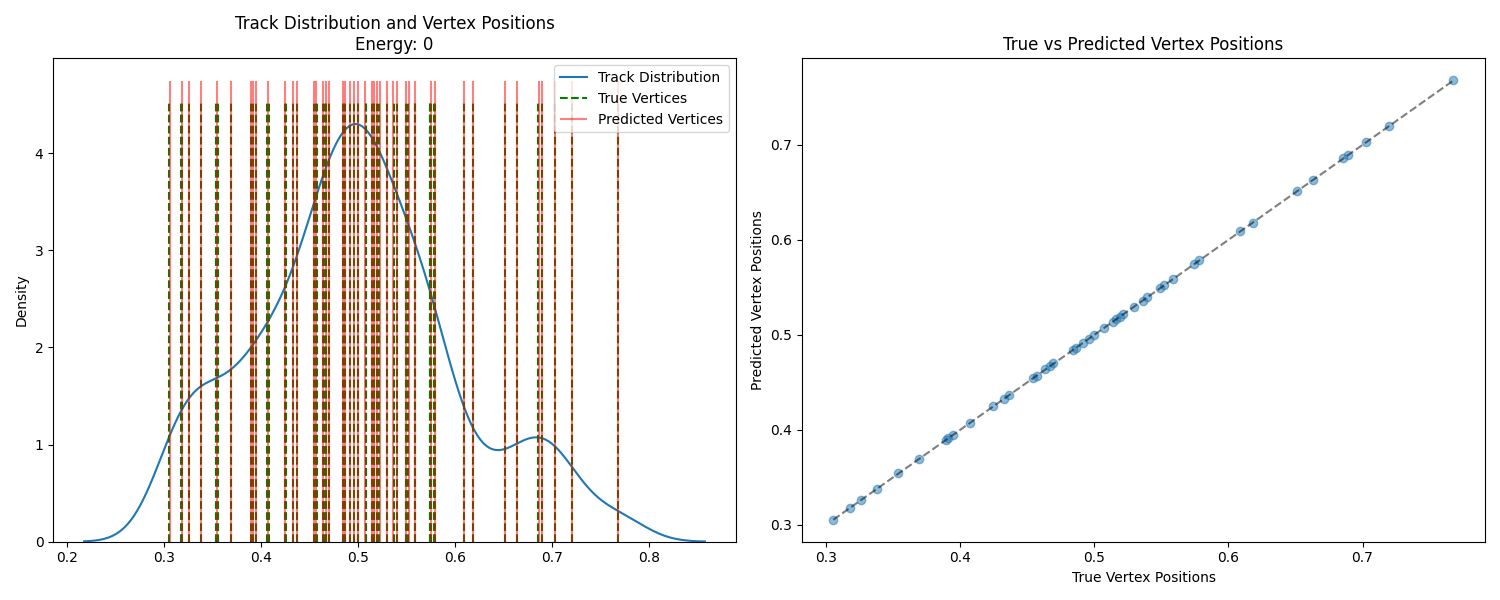 Track Distribution and Vertex Positions
Energy: 0
Track Distribution
True Vertices
Predicted Vertices
Density
4
3
2
1
0
0.2 0.3 0.4 0.5 0.6 0.7 0.8
True vs Predicted Vertex Positions
Predicted Vertex Positions
0.7
0.6
0.5
0.4
0.3
0.3 0.4 0.5 0.6 0.7
True Vertex Positions